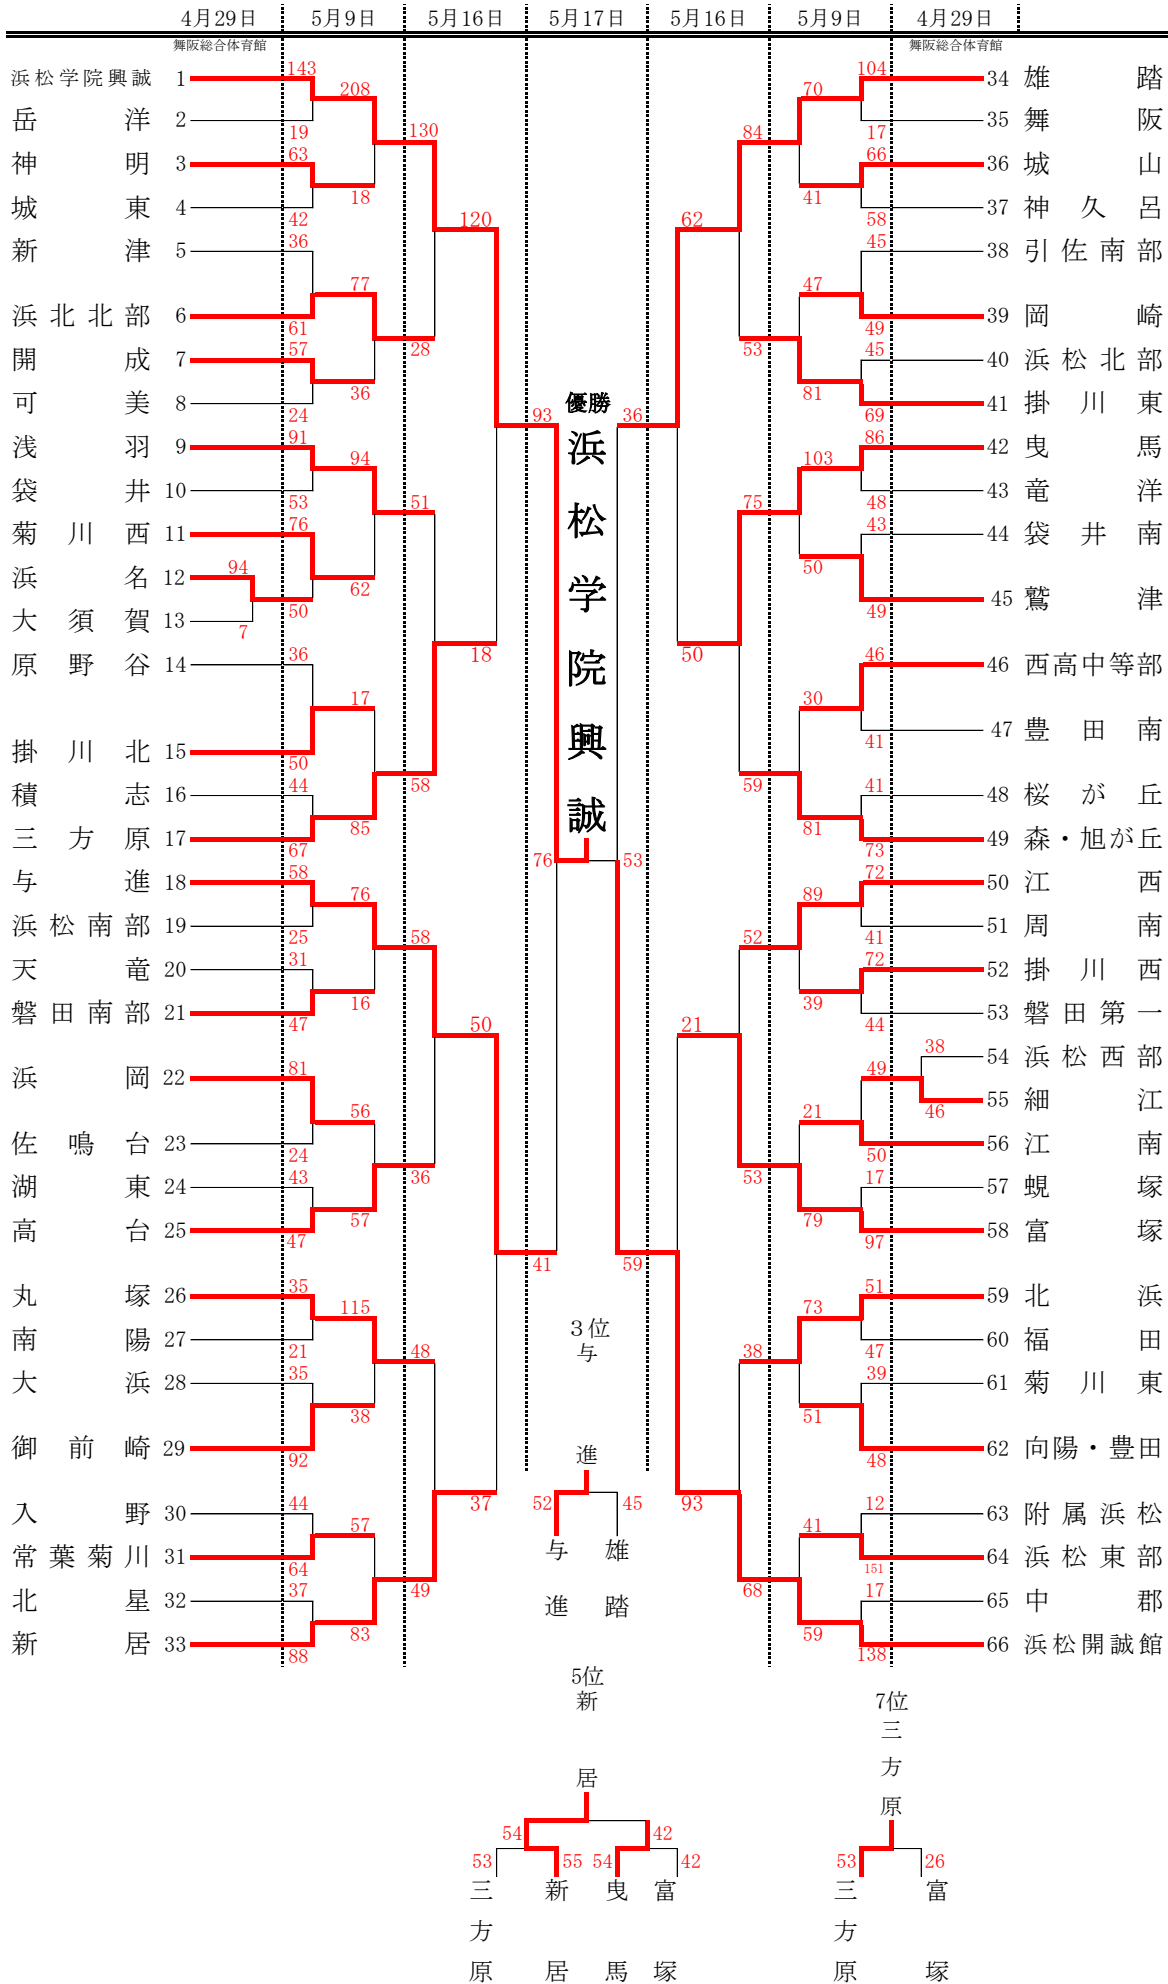 4月29日 5月9日 5月16日 5月17日 5月16日 5月9日 4月29日
舞阪総合体育館 舞阪総合体育館
浜松学院興誠 1 143 208 70 104 34 雄踏
岳洋 2 19 130 84 17 35 舞阪
神明 3 63 66 36 城山
城東 4 42 18 120 62 41 58 37 神久呂
新津 5 36 45 38 引佐南部
77 47
浜北北部 6 61 49 39 岡崎
開成 7 57 28 53 45 40 浜松北部
可美 8 24 36 81 69 41 掛川東
93 優勝 36
浅羽 9 91 94 103 86 42 曳馬
袋井 10 53 51 75 48 43 竜洋
菊川西 11 76 43 44 袋井南
浜名 12 94 62 50
50 49 45 鷲津
大須賀 13 7
18 50
原野谷 14 36 46 46 西高中等部
17 30
41 47 豊田南
掛川北 15 50
58 59
積志 16 44 41 48 桜が丘
三方原 17 67 85 81 73 49 森・旭が丘
浜松学院興誠
76 53
与進 18 58 76 89 72 50 江西
浜松南部 19 25 58 52 41 51 周南
天竜 20 31 72 52 掛川西
磐田南部 21 47 16 50 21 39 44 53 磐田第一
38 54 浜松西部
浜岡 22 81 49
46 55 細江
56 21
佐鳴台 23 24 50 56 江南
36 53
湖東 24 43 17 57 蜆塚
高台 25 47 57 79 97 58 富塚
41 59
丸塚 26 35 115 73 51 59 北浜
3位
与
進
南陽 27 21 48 38 47 60 福田
大浜 28 35 39 61 菊川東
38 51
御前崎 29 92 48 62 向陽・豊田
37 52 45 93
入野 30 44 12 63 附属浜松
57 与進 雄踏 41
常葉菊川 31 64 151 64 浜松東部
北星 32 37 49 68 17 65 中郡
新居 33 88 83 59 138 66 浜松開誠館
5位
新
居
7位
三
方
原
54 42
53 55 54 42 53 26
三方原 新居 曳馬 富塚 三方原 富塚